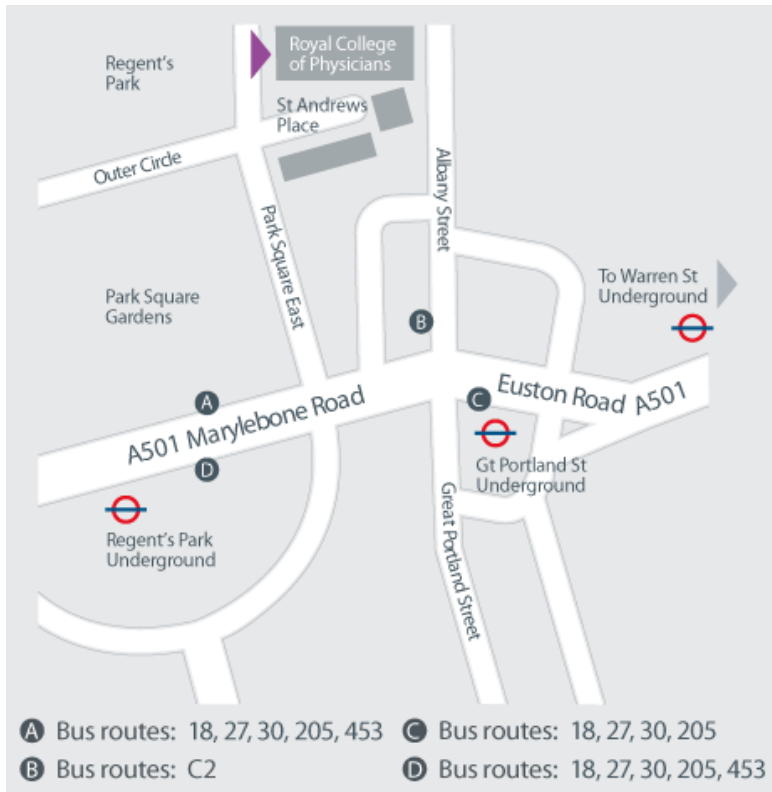 Royal College
of Physicians
Regent's
Park
St Andrews
Place
Outer Circle
Albany Street
Park Square East
To Warren St
Underground
Park Square
Gardens
B
A
C
Euston Road A501
A501 Marylebone Road
D
Gt Portland St
Underground
Great Portland Street
Regent's Park
Underground
A Bus routes: 18, 27, 30, 205, 453
C Bus routes: 18, 27, 30, 205
B Bus routes: C2
D Bus routes: 18, 27, 30, 205, 453